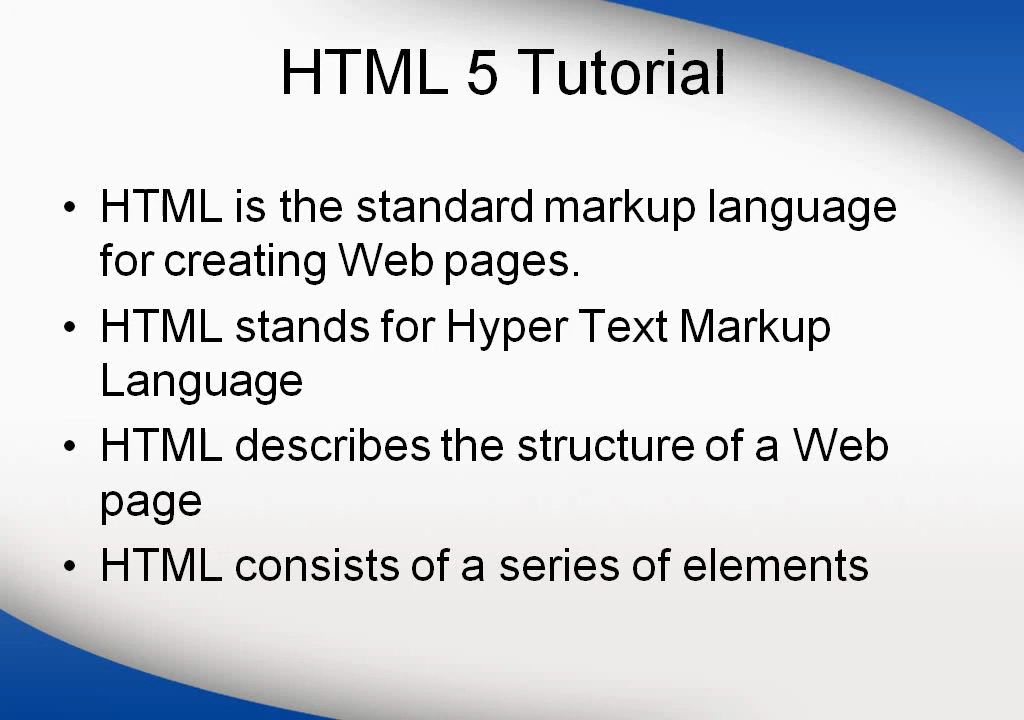 HTML 5 Tutorial
• HTML is the standard markup language
for creating Web pages.
• HTML stands for Hyper Text Markup
Language
• HTML describes the structure of a Web
page
• HTML consists of a series of elements